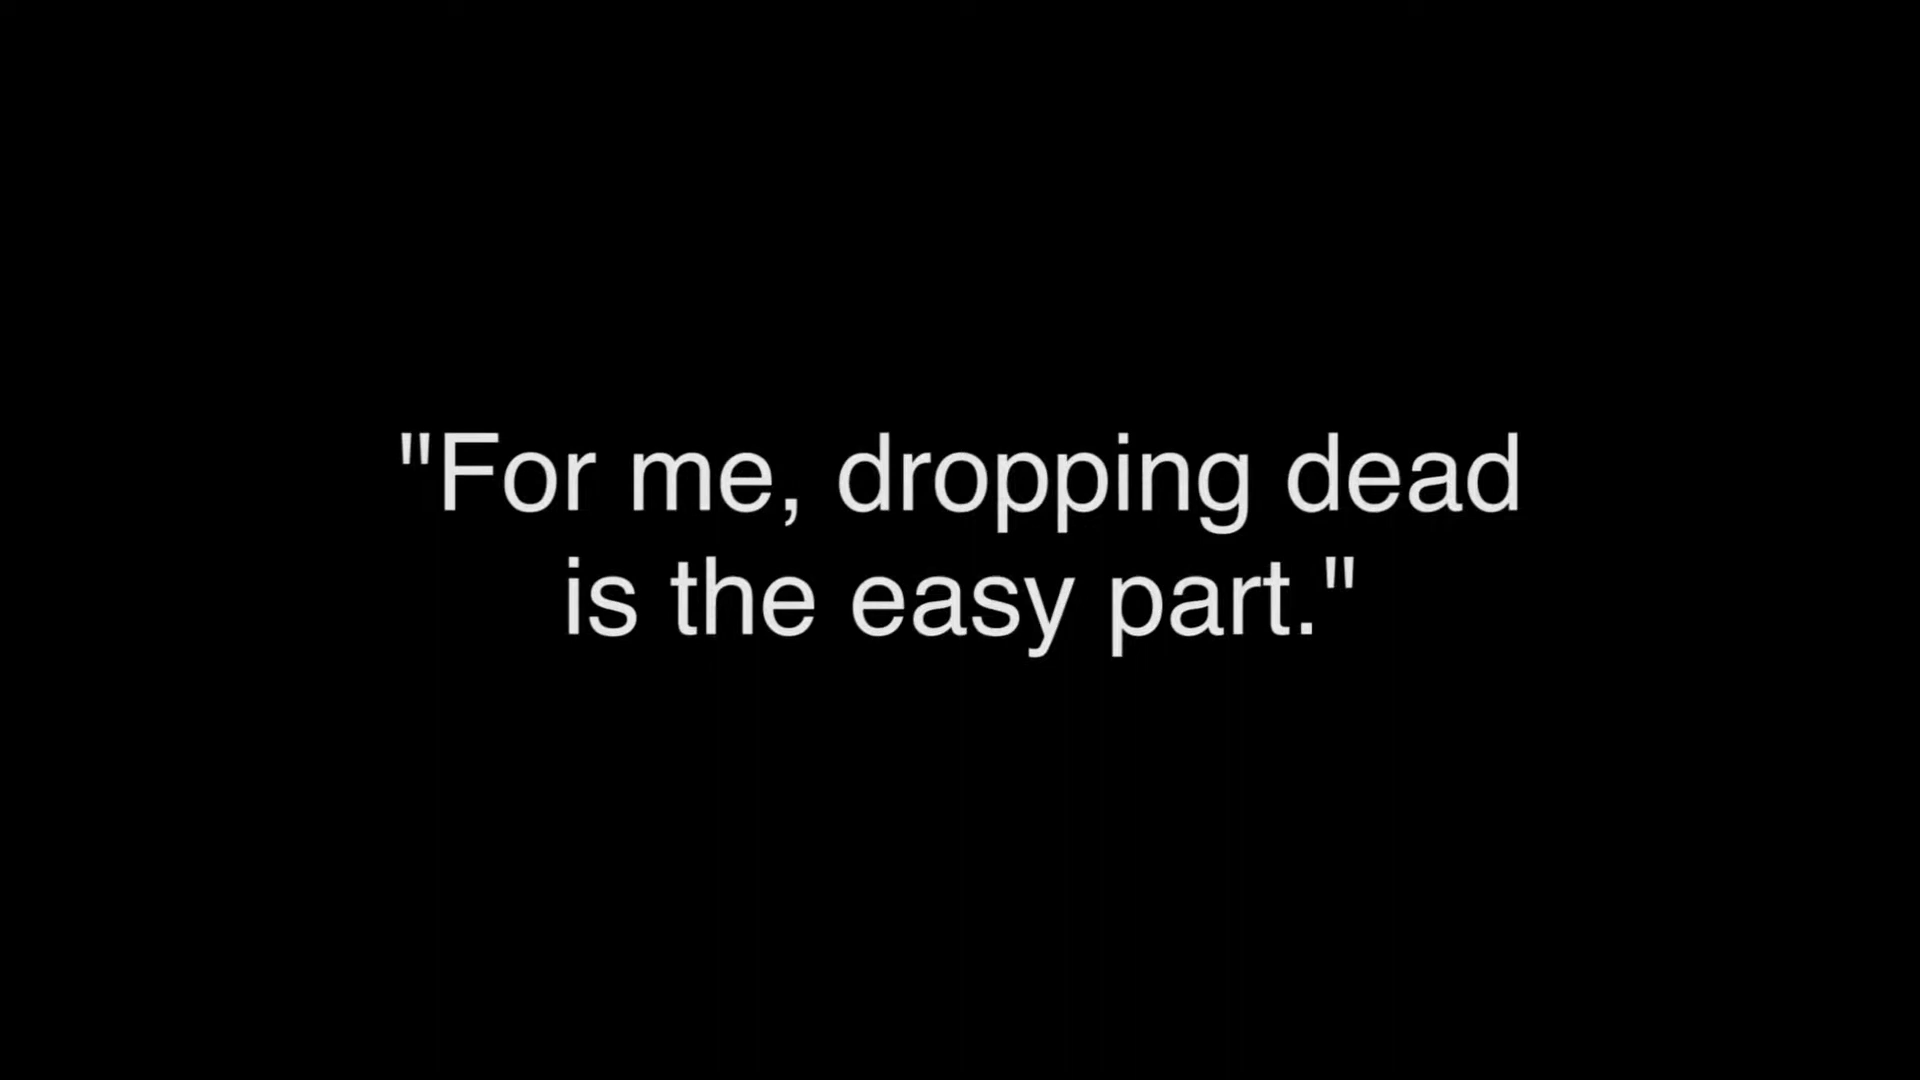 "For me, dropping dead
is the easy part."